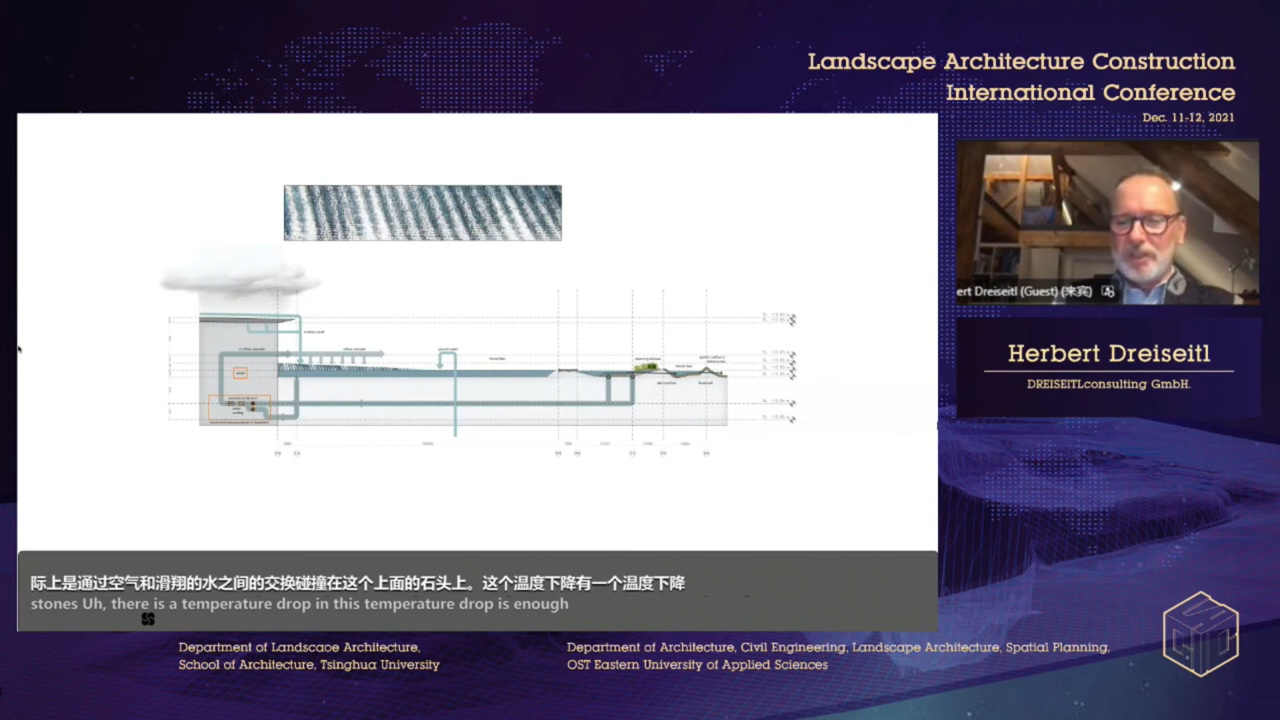 Landscape Architecture Construction
International Conference
Dec. 11-12, 2021
ert Dreiseitl (Guest) (来宾)
Herbert Dreiseitl
DREISEITLconsulting GmbH.
际上是通过空气和滑翔的水之间的交换碰撞在这个上面的石头上。这个温度下降有一个温度下降
stones Uh, there is a temperature drop in this temperature drop is enough
Department of Landscaoe Architecture,
School of Architecture, Tsinghua University
Department of Architecture, Civil Engineering, Landscape Architecture, Spatial Planning,
OST Eastern University of Applied Sciences